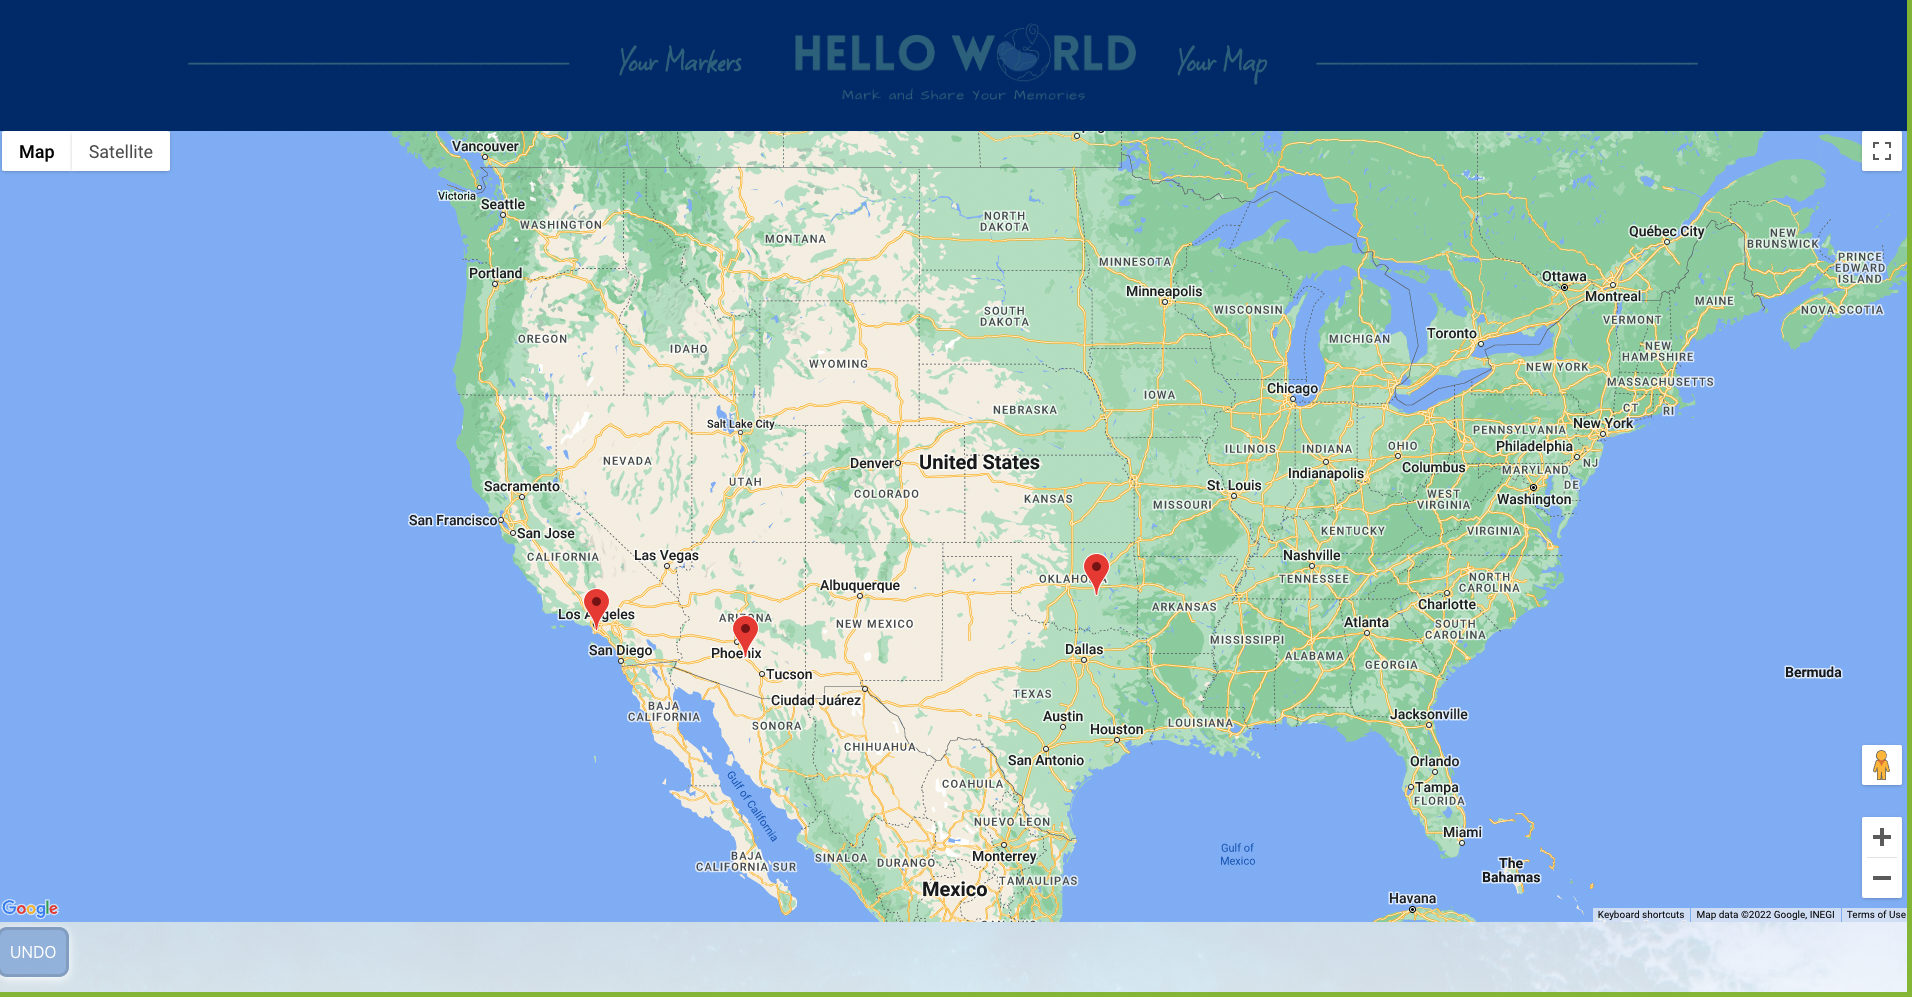 Your Markers
HELLO WORLD
Your Map
Mark and Share Your Memories
Map
Satellite
Vancouver
Victoria
Seattle
WASHINGTON
MONTANA
NORTH
DAKOTA
MINNESOTA
Québec City
NEW
BRUNSWICK
PRINCE
EDWARD
ISLAND
Portland
Minneapolis
Ottawa
Montreal
MAINE
NOVA SCOTIA
OREGON
IDAHO
WYOMING
SOUTH
DAKOTA
WISCONSIN
MICHIGAN
Toronto
VERMONT
NEW
HAMPSHIRE
NEW YORK
MASSACHUSETTS
Chicago
IOWA
NEBRASKA
CT
RI
Salt Lake City
New York
PENNSYLVANIA
Philadelphia
NEVADA
Denver
United States
ILLINOIS
INDIANA
OHIO
Indianapolis
Columbus
MARYLAND
NJ
DE
Sacramento
UTAH
COLORADO
KANSAS
St. Louis
MISSOURI
WEST
VIRGINIA
Washington
San Francisco
San Jose
CALIFORNIA
Las Vegas
KENTUCKY
VIRGINIA
Nashville
TENNESSEE
NORTH
CAROLINA
Albuquerque
OKLAHOMA
Charlotte
Los Angeles
ARIZONA
NEW MEXICO
ARKANSAS
Atlanta
SOUTH
CAROLINA
San Diego
Phoenix
Dallas
MISSISSIPPI
ALABAMA
GEORGIA
Tucson
Bermuda
Ciudad Juárez
TEXAS
BAJA
CALIFORNIA
SONORA
Austin
Houston
LOUISIANA
Jacksonville
CHIHUAHUA
San Antonio
Orlando
Gulf of California
COAHUILA
Tampa
FLORIDA
NUEVO LEON
Miami
BAJA
CALIFORNIA SUR
SINALOA
DURANGO
Monterrey
Gulf of
Mexico
The
Bahamas
Mexico
TAMAULIPAS
Havana
Google
Keyboard shortcuts
Map data ©2022 Google, INEGI
Terms of Use
UNDO